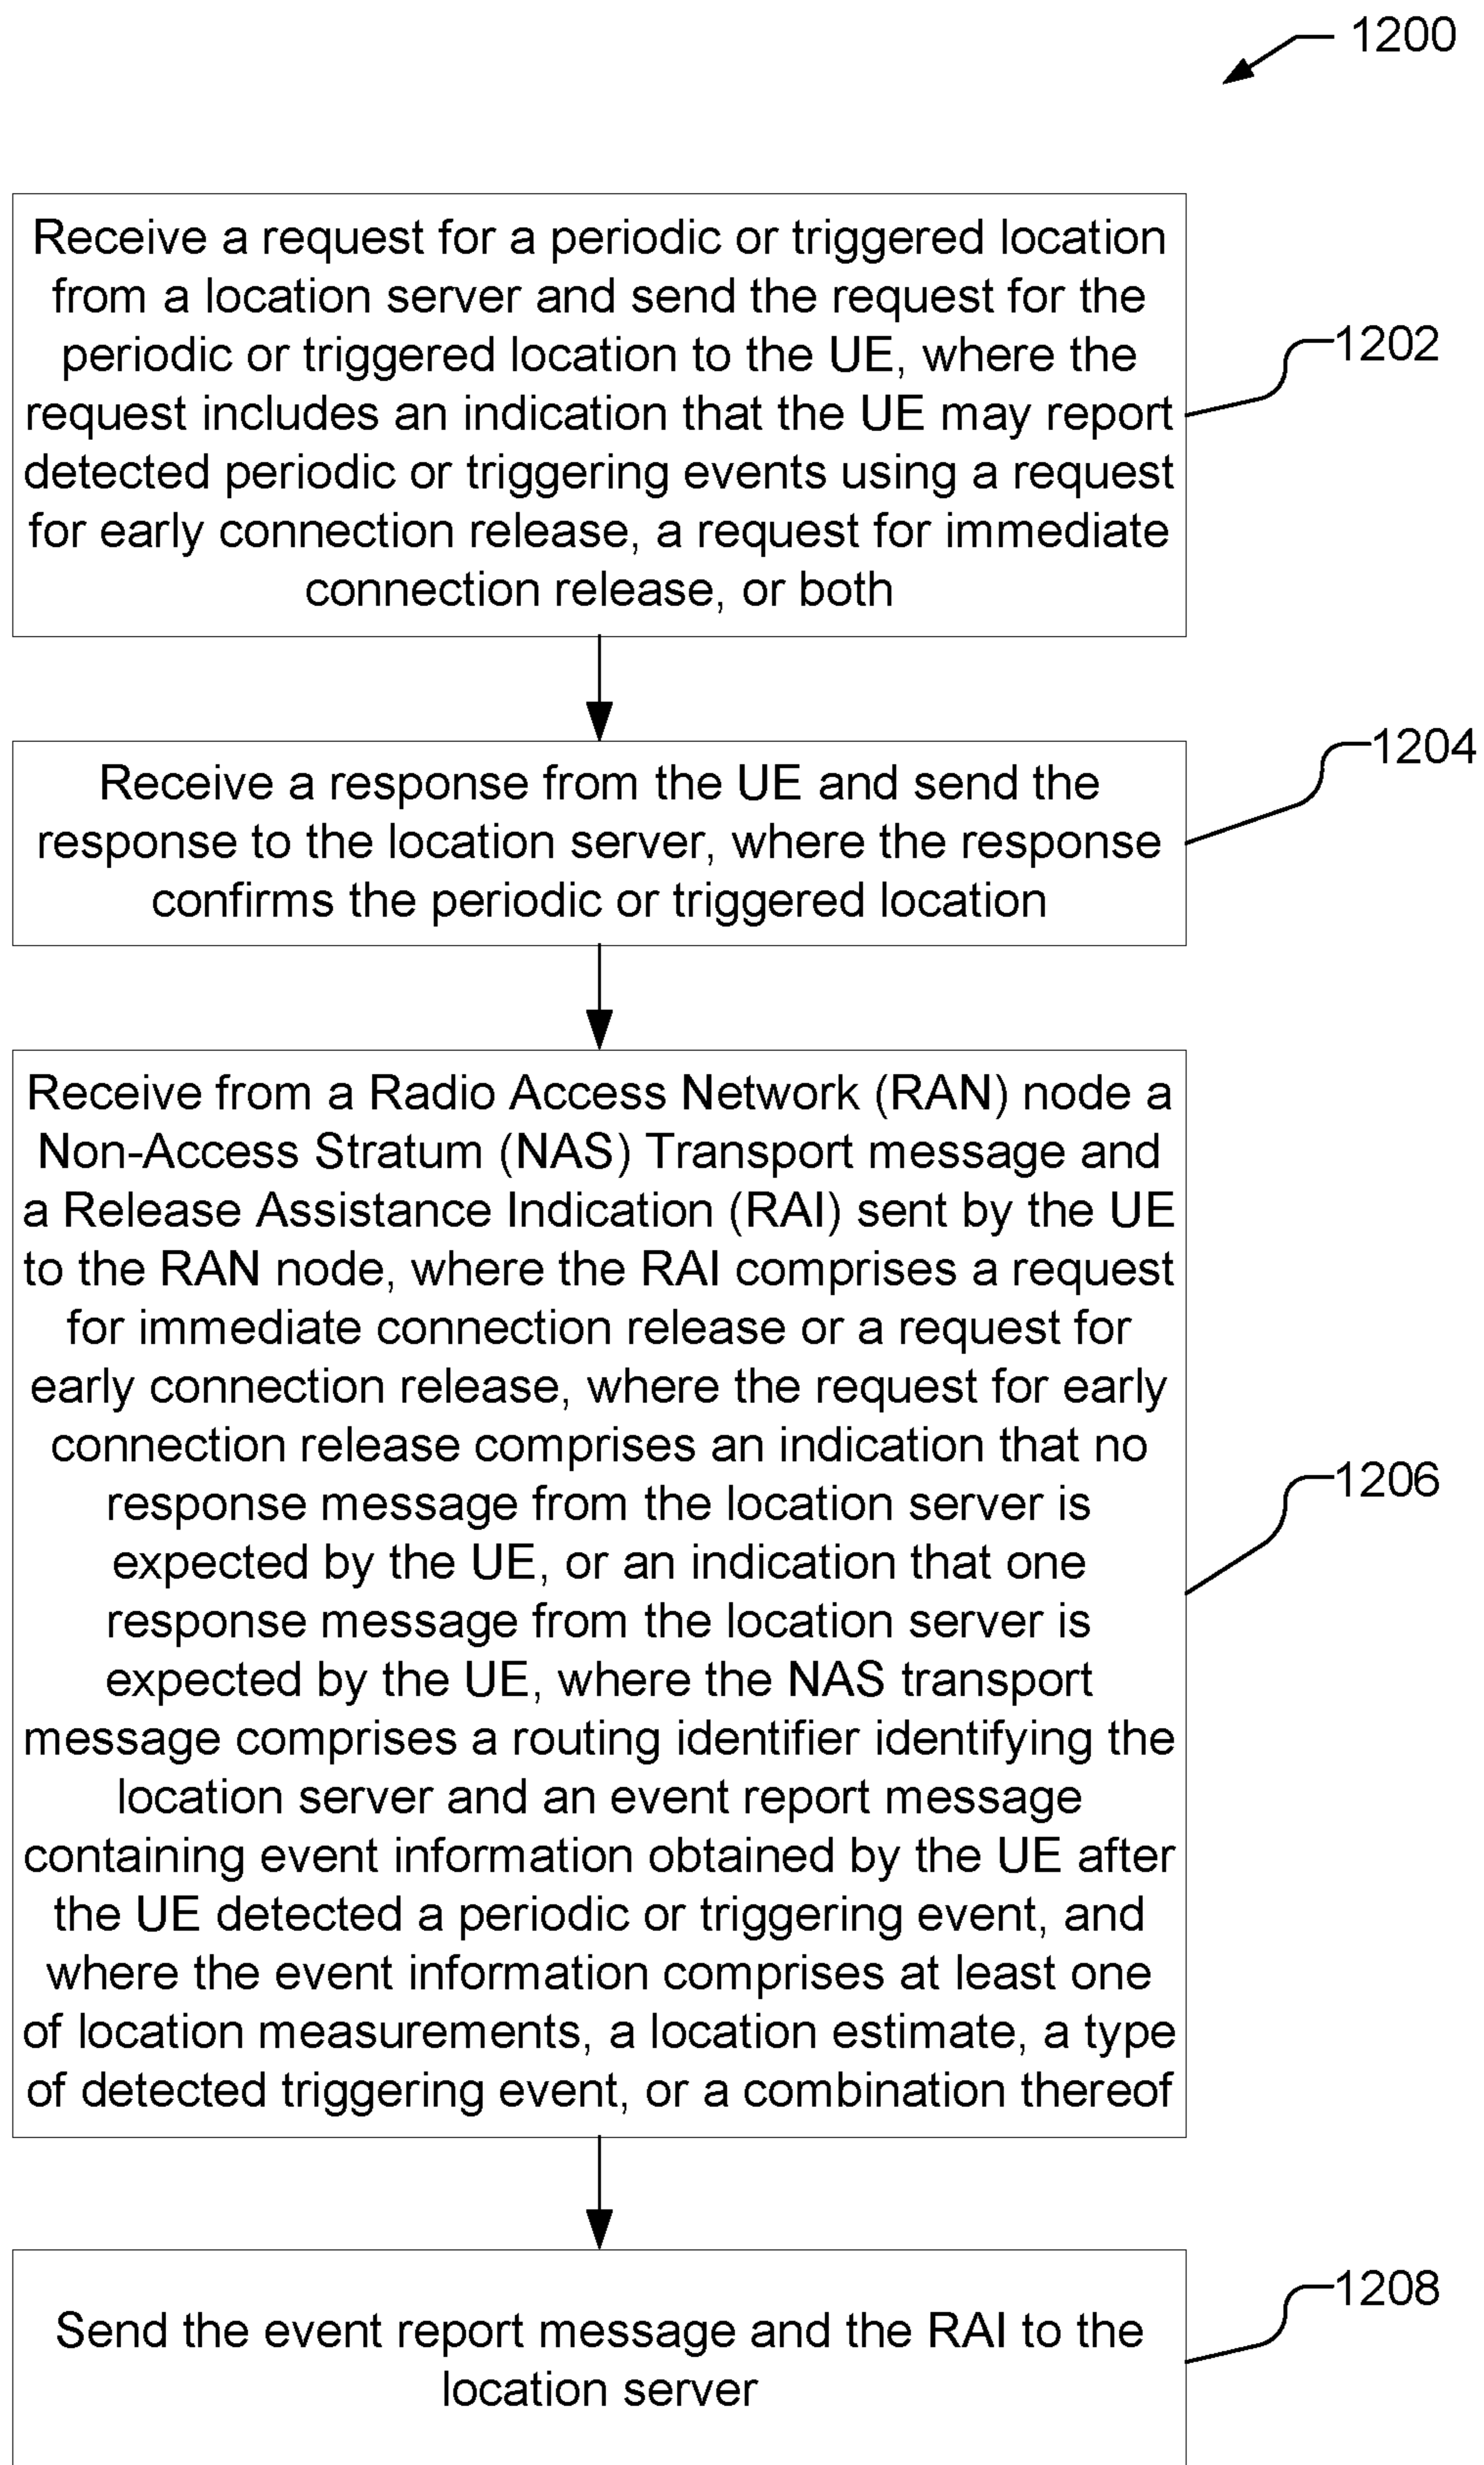 1200
Receive a request for a periodic or triggered location
from a location server and send the request for the
periodic or triggered location to the UE, where the
request includes an indication that the UE may report
detected periodic or triggering events using a request
for early connection release, a request for immediate
connection release, or both
1202
Receive a response from the UE and send the
response to the location server, where the response
confirms the periodic or triggered location
1204
Receive from a Radio Access Network (RAN) node a
Non-Access Stratum (NAS) Transport message and
a Release Assistance Indication (RAI) sent by the UE
to the RAN node, where the RAI comprises a request
for immediate connection release or a request for
early connection release, where the request for early
connection release comprises an indication that no
response message from the location server is
expected by the UE, or an indication that one
response message from the location server is
expected by the UE, where the NAS transport
message comprises a routing identifier identifying the
location server and an event report message
containing event information obtained by the UE after
the UE detected a periodic or triggering event, and
where the event information comprises at least one
of location measurements, a location estimate, a type
of detected triggering event, or a combination thereof
1206
Send the event report message and the RAI to the
location server
1208